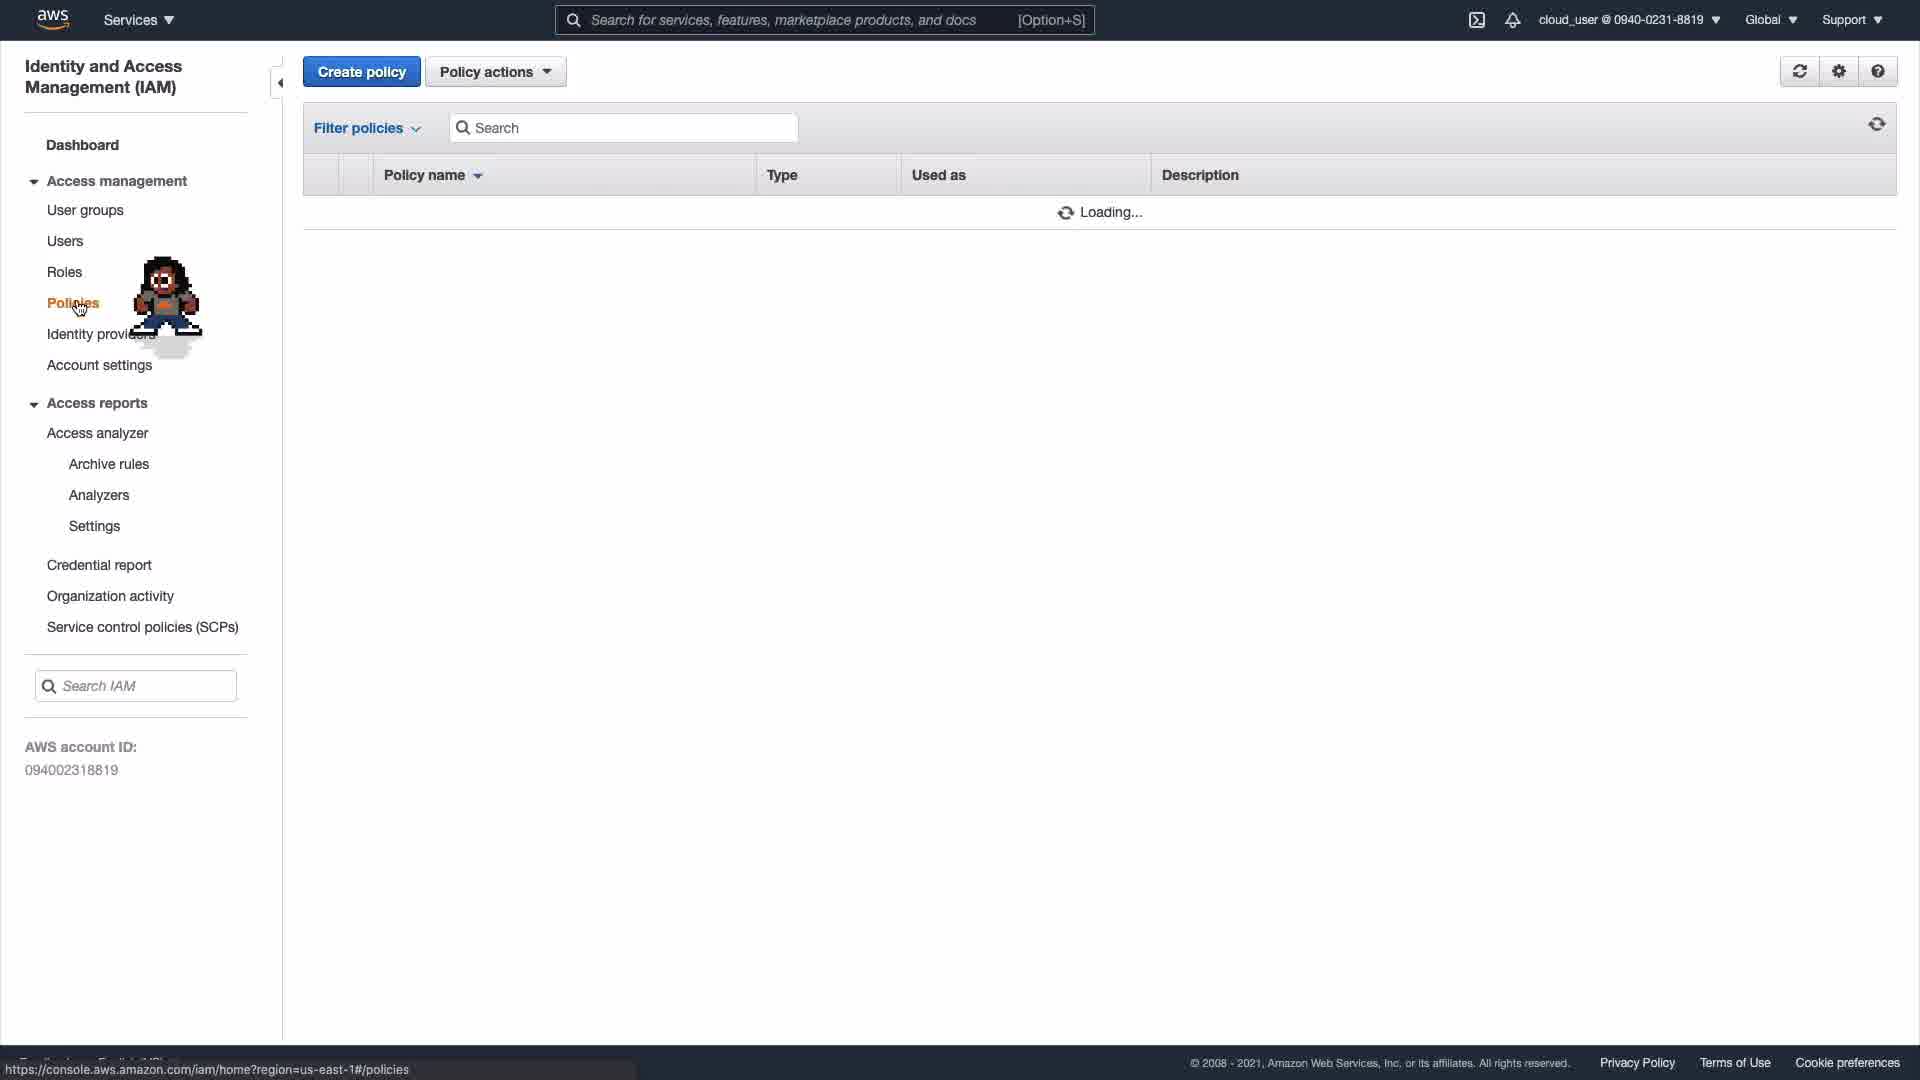 aws
Services
Search for services, features, marketplace products, and docs
[Option+S]
cloud_user @ 0940-0231-8819
Global
Support
Identity and Access
Management (IAM)
Create policy
Policy actions
Filter policies
Search
Policy name
Type
Used as
Description
Loading...
Dashboard
Access management
User groups
Users
Roles
Policies
Identity providers
Account settings
Access reports
Access analyzer
Archive rules
Analyzers
Settings
Credential report
Organization activity
Service control policies (SCPs)
Search IAM
AWS account ID:
094002318819
https://console.aws.amazon.com/iam/home?region=us-east-1#/policies
© 2008 - 2021, Amazon Web Services, Inc. or its affiliates. All rights reserved.
Privacy Policy
Terms of Use
Cookie preferences